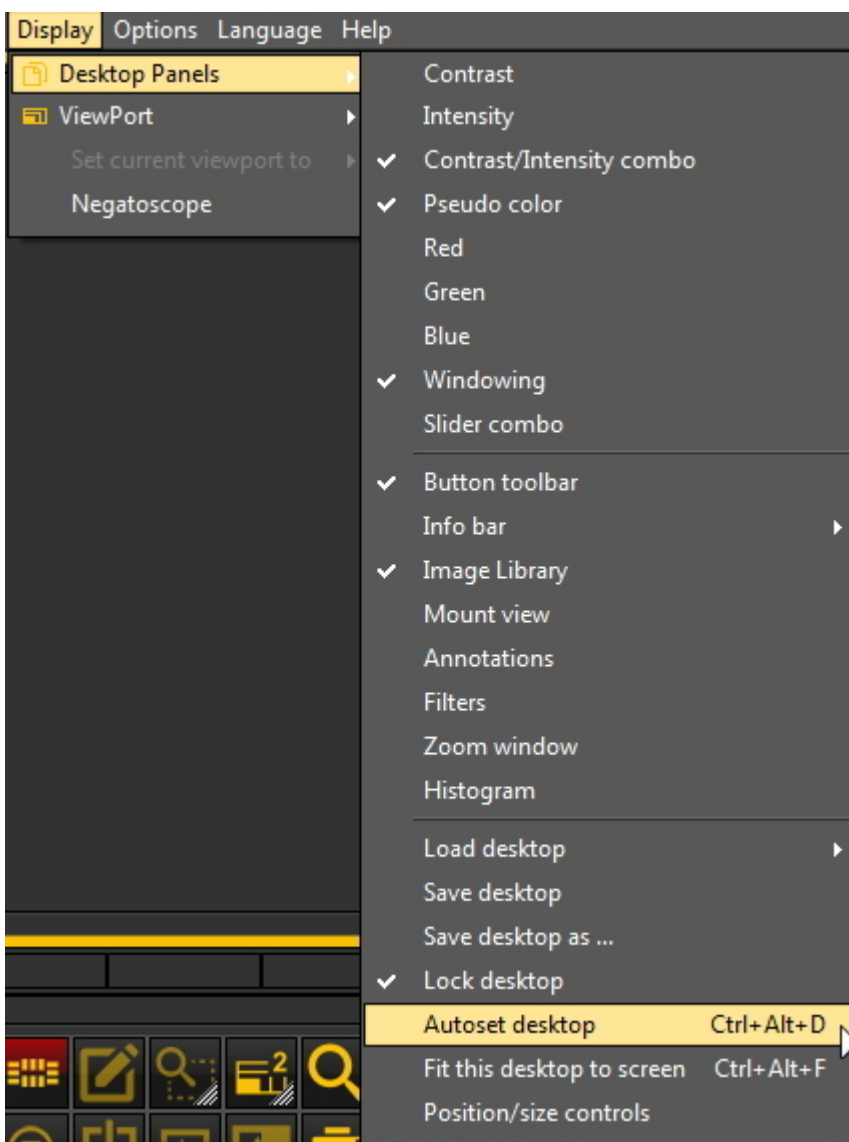 Display Options Language Help
Desktop Panels
ViewPort
Set current viewport to
Negatoscope
Contrast
Intensity
Contrast/Intensity combo
Pseudo color
Red
Green
Blue
Windowing
Slider combo
Button toolbar
Info bar
Image Library
Mount view
Annotations
Filters
Zoom window
Histogram
Load desktop
Save desktop
Save desktop as ...
Lock desktop
Autoset desktop Ctrl+Alt+D
Fit this desktop to screen Ctrl+Alt+F
Position/size controls
2